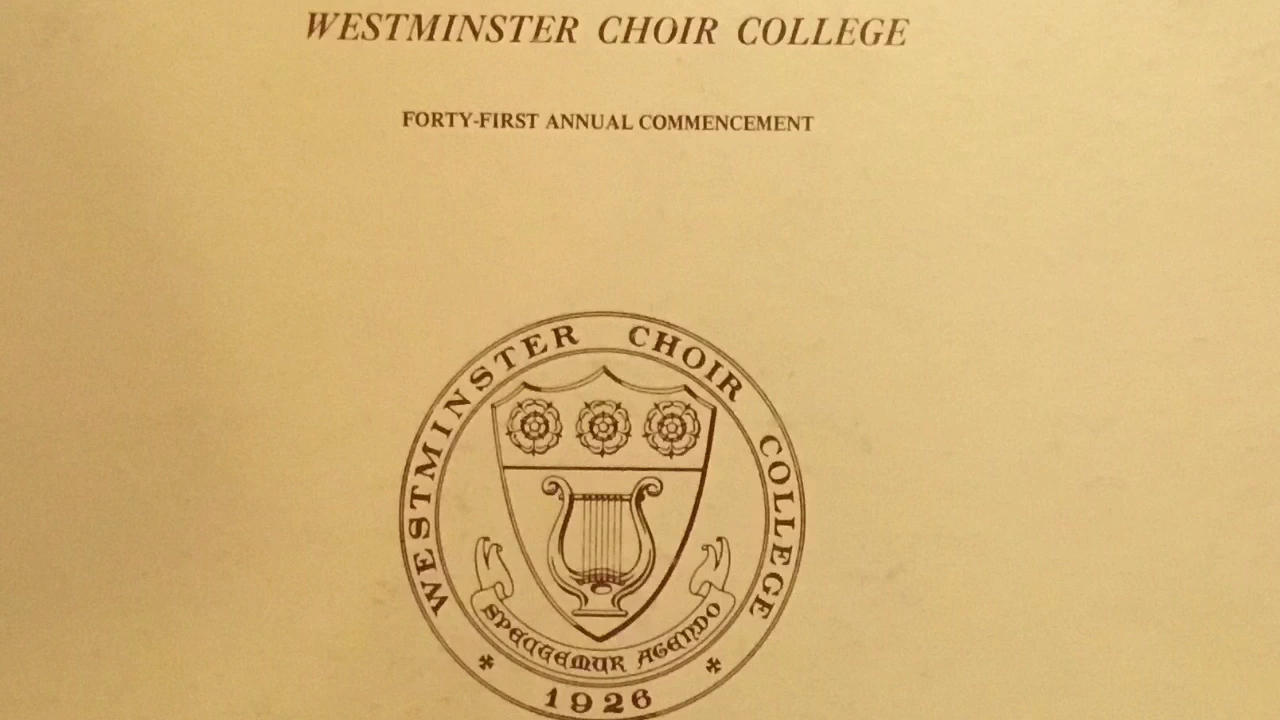 WESTMINSTER CHOIR COLLEGE
FORTY-FIRST ANNUAL COMMENCEMENT
WESTMINSTER CHOIR COLLEGE
SPECTEMUR AGENDO
1926